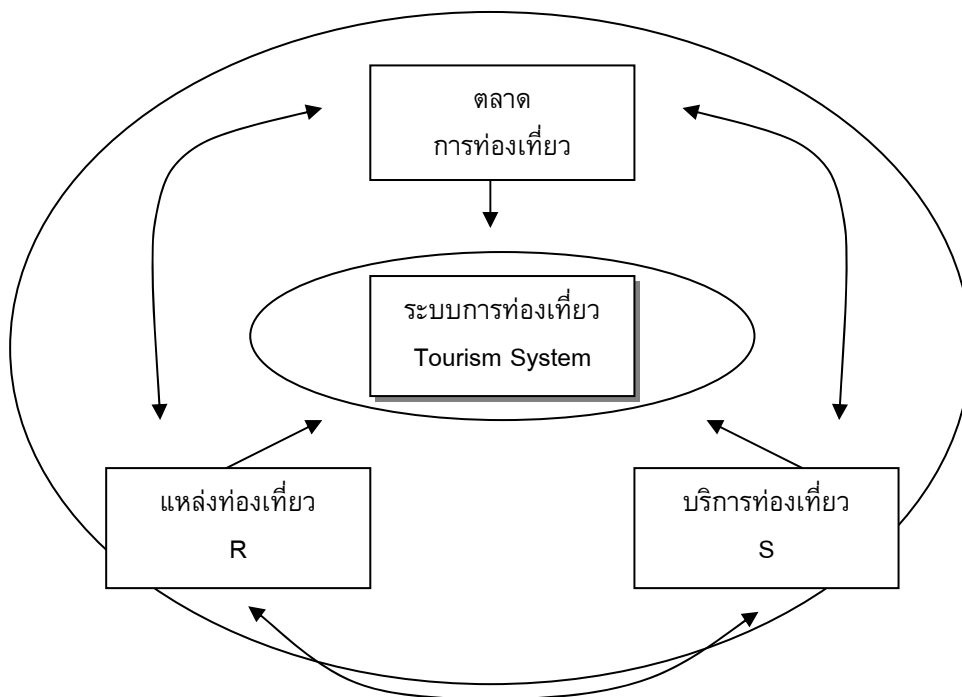 ตลาด
การท่องเที่ยว
ระบบการท่องเที่ยว
Tourism System
แหล่งท่องเที่ยว
R
บริการท่องเที่ยว
S